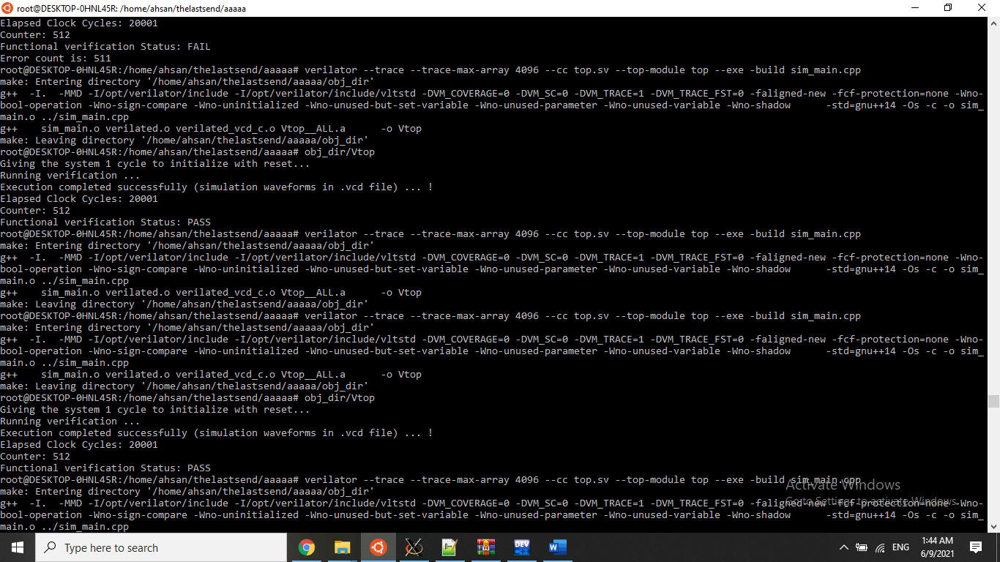 root@DESKTOP-0HNL45R: /home/ahsan/thelastsend/aaaaa
Elapsed Clock Cycles: 20001
Counter: 512
Functional verification Status: FAIL
Error count is: 511
root@DESKTOP-0HNL45R:/home/ahsan/thelastsend/aaaaa# verilator --trace --trace-max-array 4096 --cc top.sv --top-module top --exe -build sim_main.cpp
make: Entering directory '/home/ahsan/thelastsend/aaaaa/obj_dir'
g++  -I.  -MMD -I/opt/verilator/include -I/opt/verilator/include/vltstd -DVM_COVERAGE=0 -DVM_SC=0 -DVM_TRACE=1 -DVM_TRACE_FST=0 -faligned-new -fcf-protection=none -Wno-
bool-operation -Wno-sign-compare -Wno-uninitialized -Wno-unused-but-set-variable -Wno-unused-parameter -Wno-unused-variable -Wno-shadow      -std=gnu++14 -Os -c -o sim_
main.o ../sim_main.cpp
g++    sim_main.o verilated.o verilated_vcd_c.o Vtop__ALL.a      -o Vtop
make: Leaving directory '/home/ahsan/thelastsend/aaaaa/obj_dir'
root@DESKTOP-0HNL45R:/home/ahsan/thelastsend/aaaaa# obj_dir/Vtop
Giving the system 1 cycle to initialize with reset...
Running verification ...
Execution completed successfully (simulation waveforms in .vcd file) ... !
Elapsed Clock Cycles: 20001
Counter: 512
Functional verification Status: PASS
root@DESKTOP-0HNL45R:/home/ahsan/thelastsend/aaaaa# verilator --trace --trace-max-array 4096 --cc top.sv --top-module top --exe -build sim_main.cpp
make: Entering directory '/home/ahsan/thelastsend/aaaaa/obj_dir'
g++  -I.  -MMD -I/opt/verilator/include -I/opt/verilator/include/vltstd -DVM_COVERAGE=0 -DVM_SC=0 -DVM_TRACE=1 -DVM_TRACE_FST=0 -faligned-new -fcf-protection=none -Wno-
bool-operation -Wno-sign-compare -Wno-uninitialized -Wno-unused-but-set-variable -Wno-unused-parameter -Wno-unused-variable -Wno-shadow      -std=gnu++14 -Os -c -o sim_
main.o ../sim_main.cpp
g++    sim_main.o verilated.o verilated_vcd_c.o Vtop__ALL.a      -o Vtop
make: Leaving directory '/home/ahsan/thelastsend/aaaaa/obj_dir'
root@DESKTOP-0HNL45R:/home/ahsan/thelastsend/aaaaa# verilator --trace --trace-max-array 4096 --cc top.sv --top-module top --exe -build sim_main.cpp
make: Entering directory '/home/ahsan/thelastsend/aaaaa/obj_dir'
g++  -I.  -MMD -I/opt/verilator/include -I/opt/verilator/include/vltstd -DVM_COVERAGE=0 -DVM_SC=0 -DVM_TRACE=1 -DVM_TRACE_FST=0 -faligned-new -fcf-protection=none -Wno-
bool-operation -Wno-sign-compare -Wno-uninitialized -Wno-unused-but-set-variable -Wno-unused-parameter -Wno-unused-variable -Wno-shadow      -std=gnu++14 -Os -c -o sim_
main.o ../sim_main.cpp
g++    sim_main.o verilated.o verilated_vcd_c.o Vtop__ALL.a      -o Vtop
make: Leaving directory '/home/ahsan/thelastsend/aaaaa/obj_dir'
root@DESKTOP-0HNL45R:/home/ahsan/thelastsend/aaaaa# obj_dir/Vtop
Giving the system 1 cycle to initialize with reset...
Running verification ...
Execution completed successfully (simulation waveforms in .vcd file) ... !
Elapsed Clock Cycles: 20001
Counter: 512
Functional verification Status: PASS
root@DESKTOP-0HNL45R:/home/ahsan/thelastsend/aaaaa# verilator --trace --trace-max-array 4096 --cc top.sv --top-module top --exe -build sim_main.cpp
make: Entering directory '/home/ahsan/thelastsend/aaaaa/obj_dir'
g++  -I.  -MMD -I/opt/verilator/include -I/opt/verilator/include/vltstd -DVM_COVERAGE=0 -DVM_SC=0 -DVM_TRACE=1 -DVM_TRACE_FST=0 -faligned-new -fcf-protection=none -Wno-
bool-operation -Wno-sign-compare -Wno-uninitialized -Wno-unused-but-set-variable -Wno-unused-parameter -Wno-unused-variable -Wno-shadow      -std=gnu++14 -Os -c -o sim_
main.o ../sim_main.cpp
Activate Windows
Go to Settings to activate Windows.
Type here to search
DEV
ENG
1:44 AM
6/9/2021